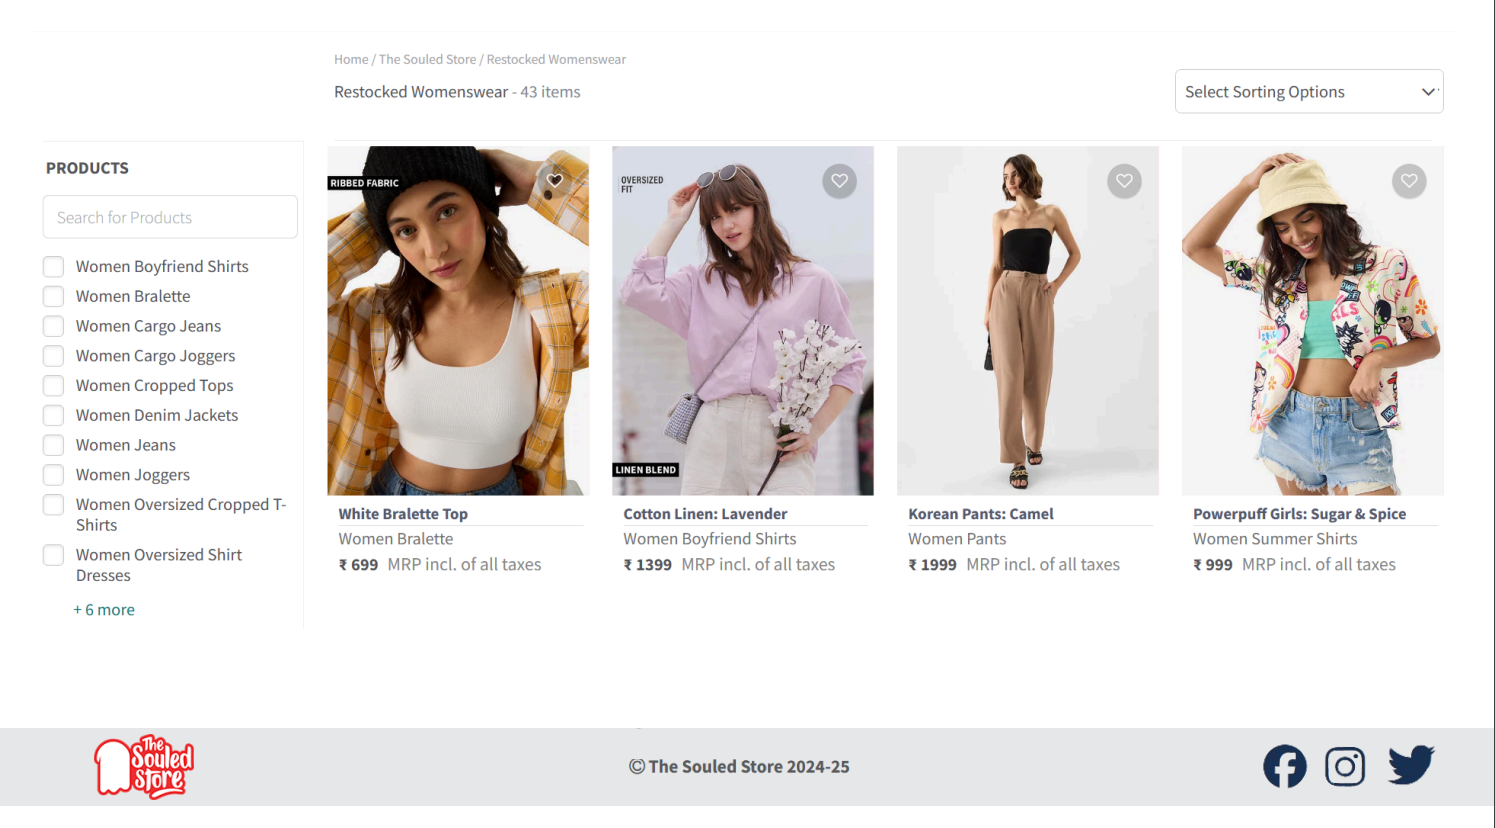 Home / The Souled Store / Restocked Womenswear
Restocked Womenswear - 43 items
Select Sorting Options
PRODUCTS
Search for Products
Women Boyfriend Shirts
Women Bralette
Women Cargo Jeans
Women Cargo Joggers
Women Cropped Tops
Women Denim Jackets
Women Jeans
Women Joggers
Women Oversized Cropped T-
Shirts
Women Oversized Shirt
Dresses
+ 6 more
RIBBED FABRIC
White Bralette Top
Women Bralette
₹ 699 MRP incl. of all taxes
OVERSIZED
FIT
LINEN BLEND
Cotton Linen: Lavender
Women Boyfriend Shirts
₹ 1399 MRP incl. of all taxes
Korean Pants: Camel
Women Pants
₹ 1999 MRP incl. of all taxes
Powerpuff Girls: Sugar & Spice
Women Summer Shirts
₹ 999 MRP incl. of all taxes
The
Souled
Store
© The Souled Store 2024-25